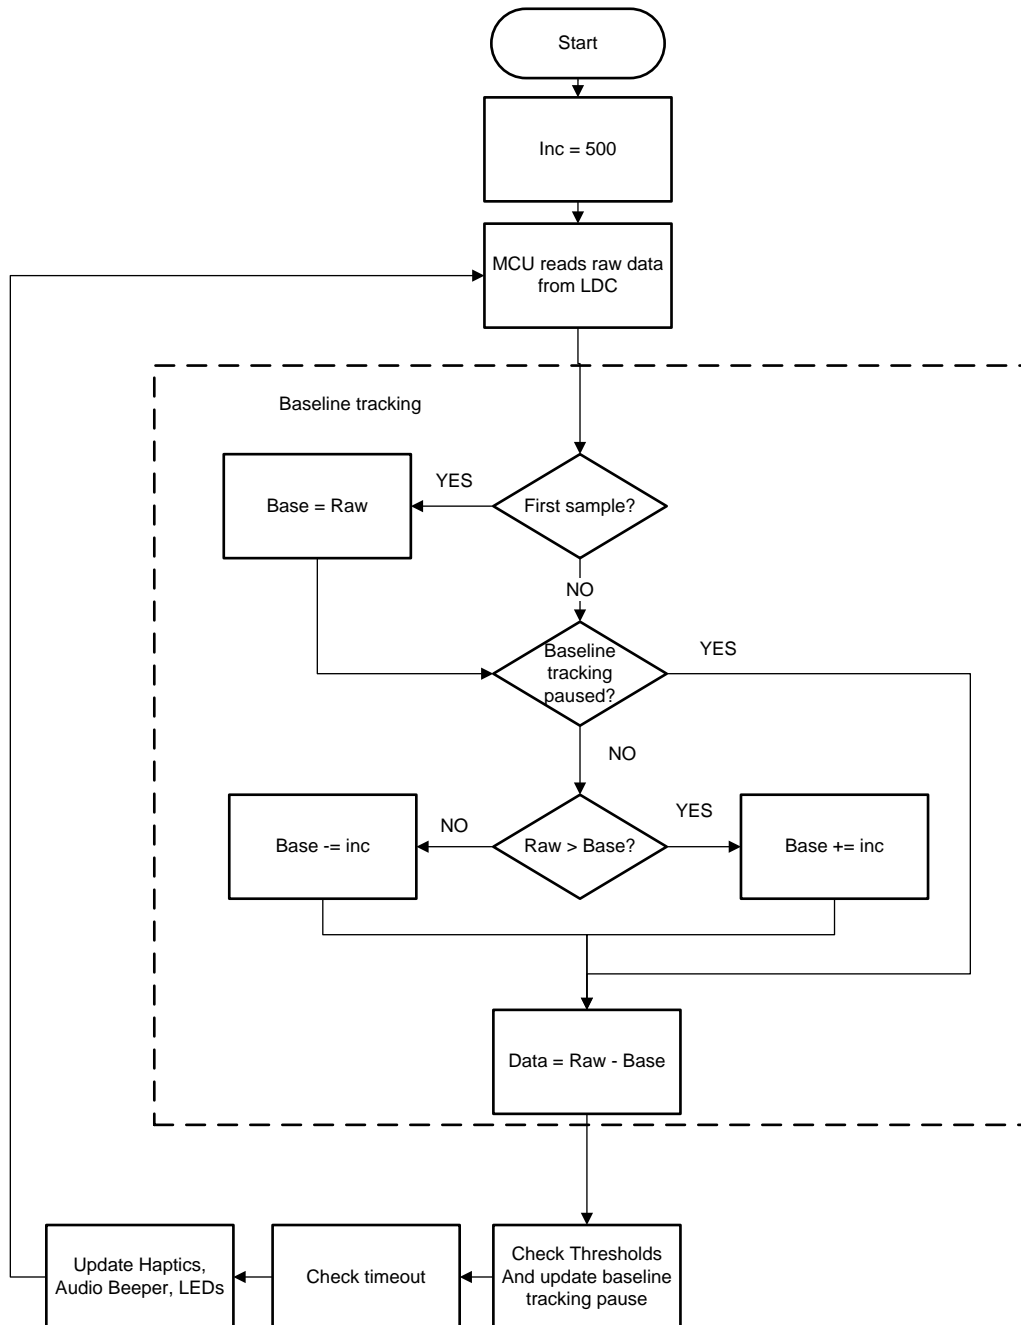 Start
Inc = 500
MCU reads raw data
from LDC
Baseline tracking
YES
Base = Raw
First sample?
NO
Baseline
tracking
paused?
YES
NO
Base -= inc
NO
Raw > Base?
YES
Base += inc
Data = Raw - Base
Update Haptics,
Audio Beeper, LEDs
Check timeout
Check Thresholds
And update baseline
tracking pause